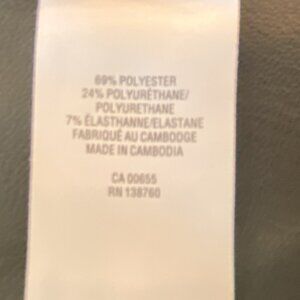 69% POLYESTER
24% POLYURÉTHANE/
POLYURETHANE
7% ÉLASTHANNE/ELASTANE
FABRIQUÉ AU CAMBODGE
MADE IN CAMBODIA
CA 00655
RN 138760